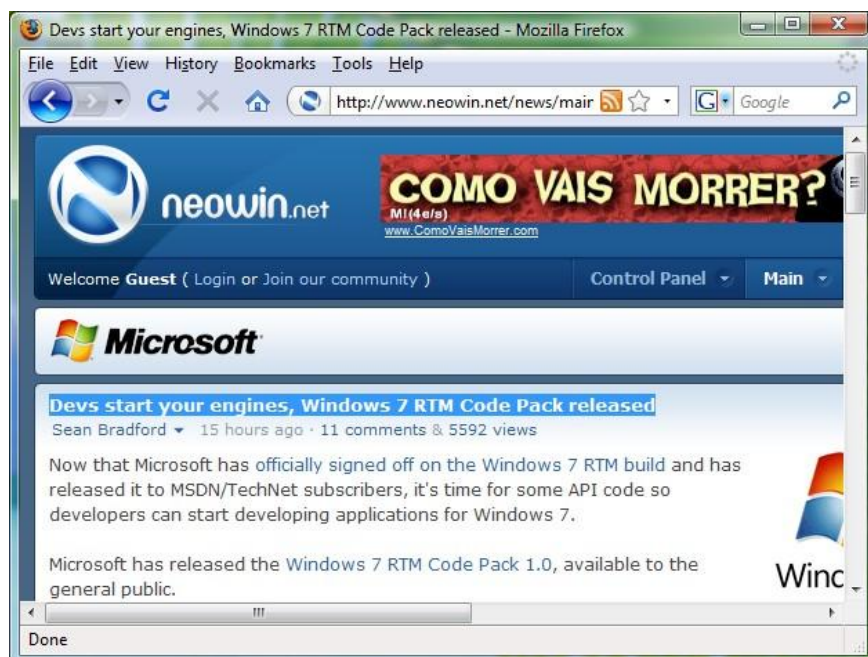 Devs start your engines, Windows 7 RTM Code Pack released - Mozilla Firefox
File Edit View History Bookmarks Tools Help
http://www.neowin.net/news/mair G Google
neowin.net
COMO VAIS MORRER?
M!(4e/s)
www.ComoVaisMorrer.com
Welcome Guest ( Login or Join our community ) Control Panel Main
Microsoft
Devs start your engines, Windows 7 RTM Code Pack released
Sean Bradford 15 hours ago · 11 comments & 5592 views
Now that Microsoft has officially signed off on the Windows 7 RTM build and has
released it to MSDN/TechNet subscribers, it's time for some API code so
developers can start developing applications for Windows 7.
Microsoft has released the Windows 7 RTM Code Pack 1.0, available to the
general public.
Winc
Done